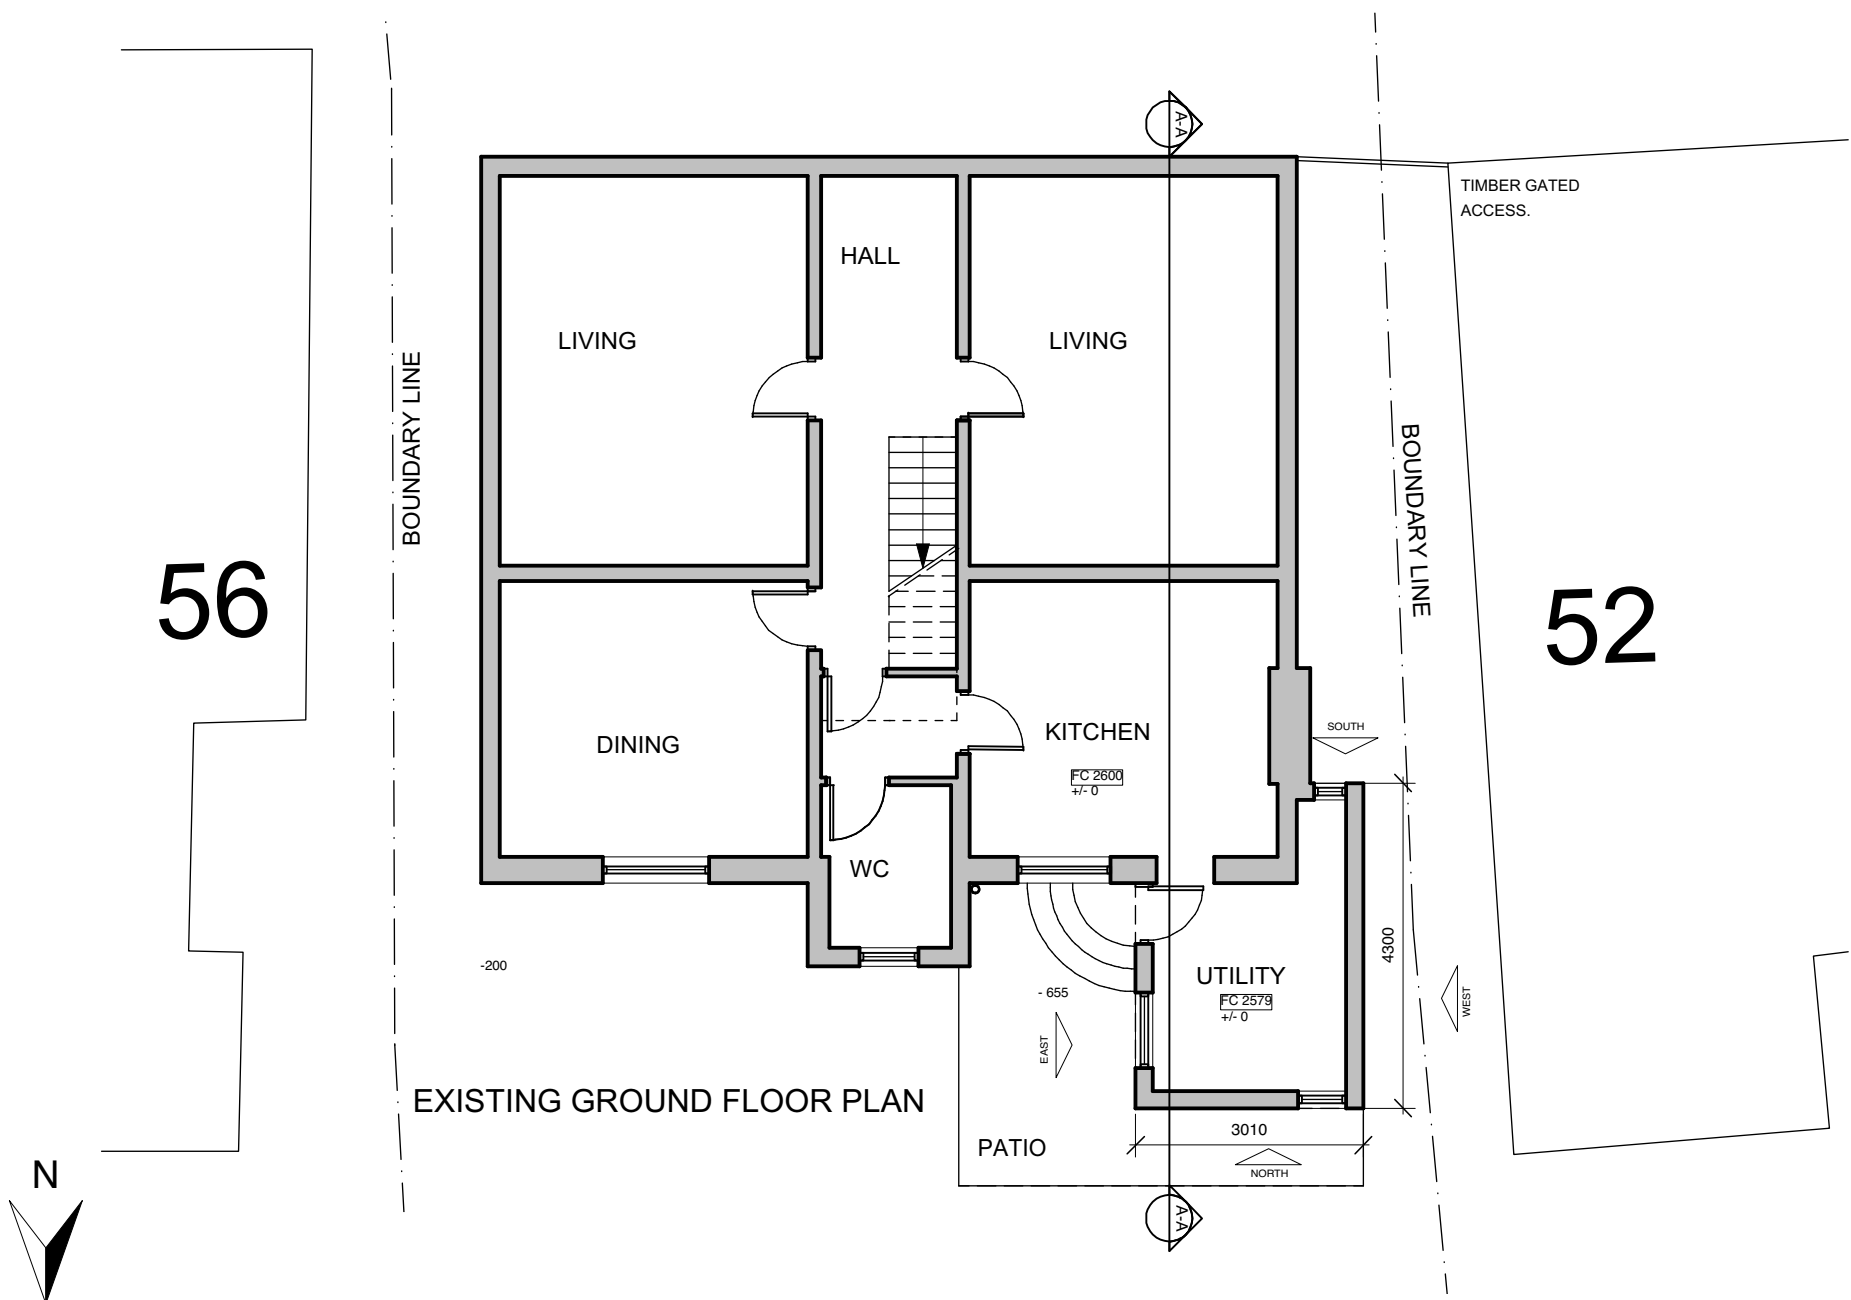 A-A
TIMBER GATED
ACCESS.
HALL
LIVING
LIVING
BOUNDARY LINE
BOUNDARY LINE
56
52
DINING
KITCHEN
FC 2600
+/- 0
SOUTH
WC
4300
-200
- 655
UTILITY
FC 2579
+/- 0
WEST
EAST
EXISTING GROUND FLOOR PLAN
3010
PATIO
NORTH
N
A-A